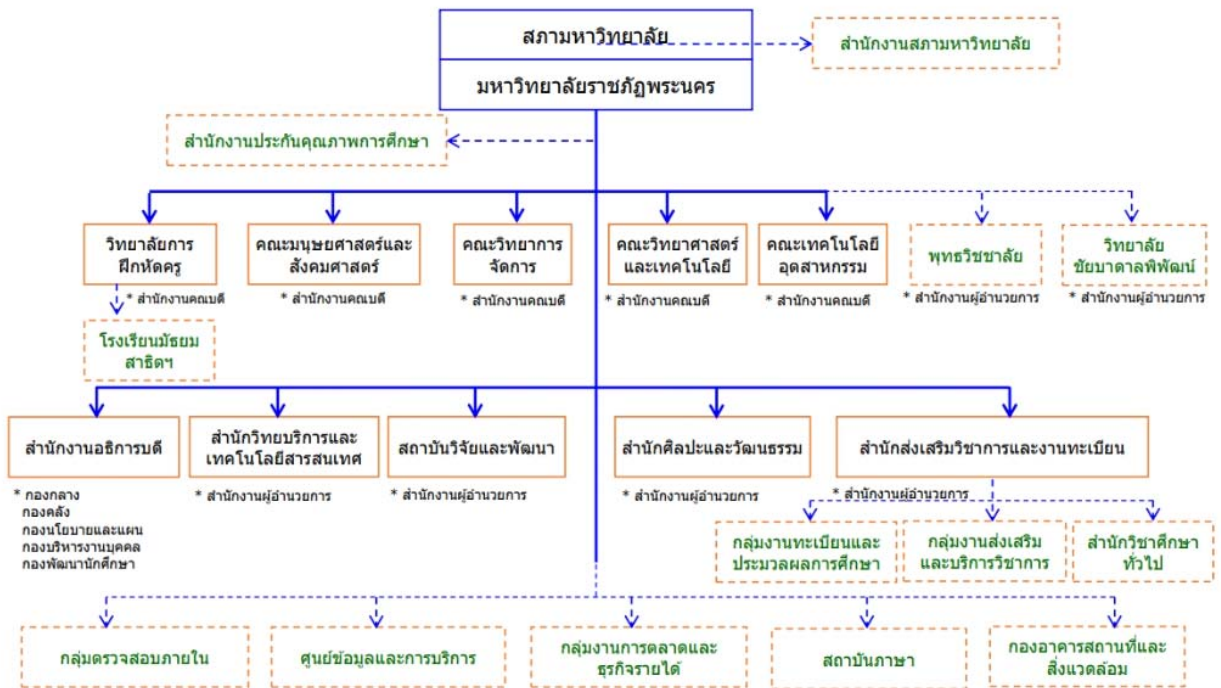 สภามหาวิทยาลัย
สำนักงานสภามหาวิทยาลัย
มหาวิทยาลัยราชภัฏพระนคร
สำนักงานประกันคุณภาพการศึกษา
วิทยาลัยการ
ฝึกหัดครู
* สำนักงานคณบดี
คณะมนุษยศาสตร์และ
สังคมศาสตร์
* สำนักงานคณบดี
คณะวิทยาการ
จัดการ
* สำนักงานคณบดี
คณะวิทยาศาสตร์
และเทคโนโลยี
* สำนักงานคณบดี
คณะเทคโนโลยี
อุตสาหกรรม
* สำนักงานคณบดี
พุทธวิชชาลัย
* สำนักงานผู้อำนวยการ
วิทยาลัย
ชัยบาดาลพิพัฒน์
* สำนักงานผู้อำนวยการ
โรงเรียนมัธยม
สาธิตฯ
สำนักงานอธิการบดี
* กองกลาง
กองคลัง
กองนโยบายและแผน
กองบริหารงานบุคคล
กองพัฒนานักศึกษา
สำนักวิทยบริการและ
เทคโนโลยีสารสนเทศ
* สำนักงานผู้อำนวยการ
สถาบันวิจัยและพัฒนา
* สำนักงานผู้อำนวยการ
สำนักศิลปะและวัฒนธรรม
* สำนักงานผู้อำนวยการ
สำนักส่งเสริมวิชาการและงานทะเบียน
* สำนักงานผู้อำนวยการ
กลุ่มงานทะเบียนและ
ประมวลผลการศึกษา
กลุ่มงานส่งเสริม
และบริการวิชาการ
สำนักวิชาศึกษา
ทั่วไป
กลุ่มตรวจสอบภายใน
ศูนย์ข้อมูลและการบริการ
กลุ่มงานการตลาดและ
ธุรกิจรายได้
สถาบันภาษา
กองอาคารสถานที่และ
สิ่งแวดล้อม